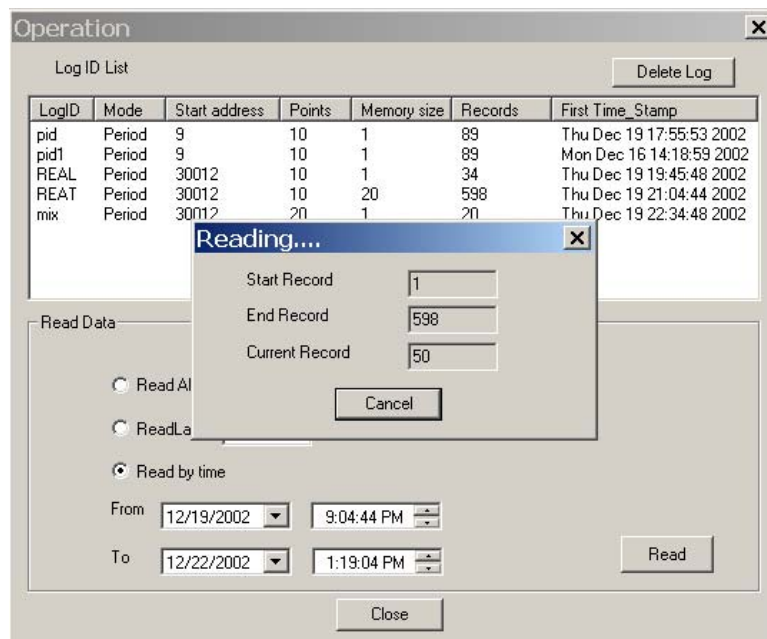 Operation
Log ID List
Delete Log
LogID Mode Start address Points Memory size Records First Time_Stamp
pid Period 9 10 1 89 Thu Dec 19 17:55:53 2002
pid1 Period 9 10 1 89 Mon Dec 16 14:18:59 2002
REAL Period 30012 10 1 34 Thu Dec 19 19:45:48 2002
REAT Period 30012 10 20 598 Thu Dec 19 21:04:44 2002
mix Period 30012 20 1 20 Thu Dec 19 22:34:48 2002
Reading....
Start Record 1
End Record 598
Current Record 50
Cancel
Read Data
Read Al
ReadLa
Read by time
From 12/19/2002 9:04:44 PM
To 12/22/2002 1:19:04 PM
Read
Close